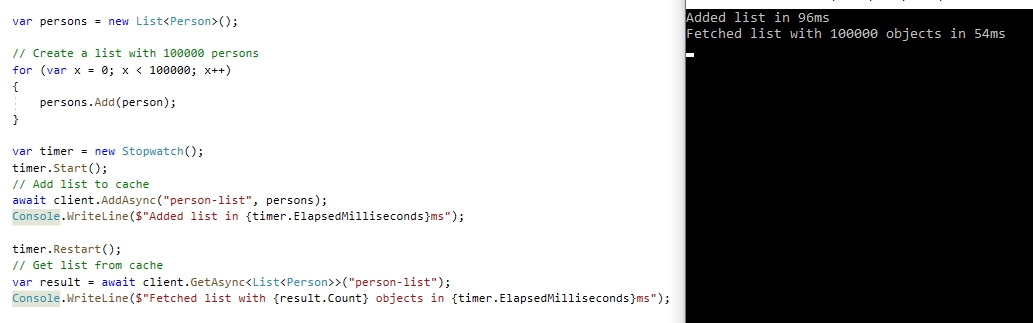 var persons = new List<Person>();
// Create a list with 100000 persons
for (var x = 0; x < 100000; x++)
{
persons.Add(person);
}
var timer = new Stopwatch();
timer.Start();
// Add list to cache
await client.AddAsync("person-list", persons);
Console.WriteLine($"Added list in {timer.ElapsedMilliseconds}ms");
timer.Restart();
// Get list from cache
var result = await client.GetAsync<List<Person>>("person-list");
Console.WriteLine($"Fetched list with {result.Count} objects in {timer.ElapsedMilliseconds}ms");
Added list in 96ms
Fetched list with 100000 objects in 54ms